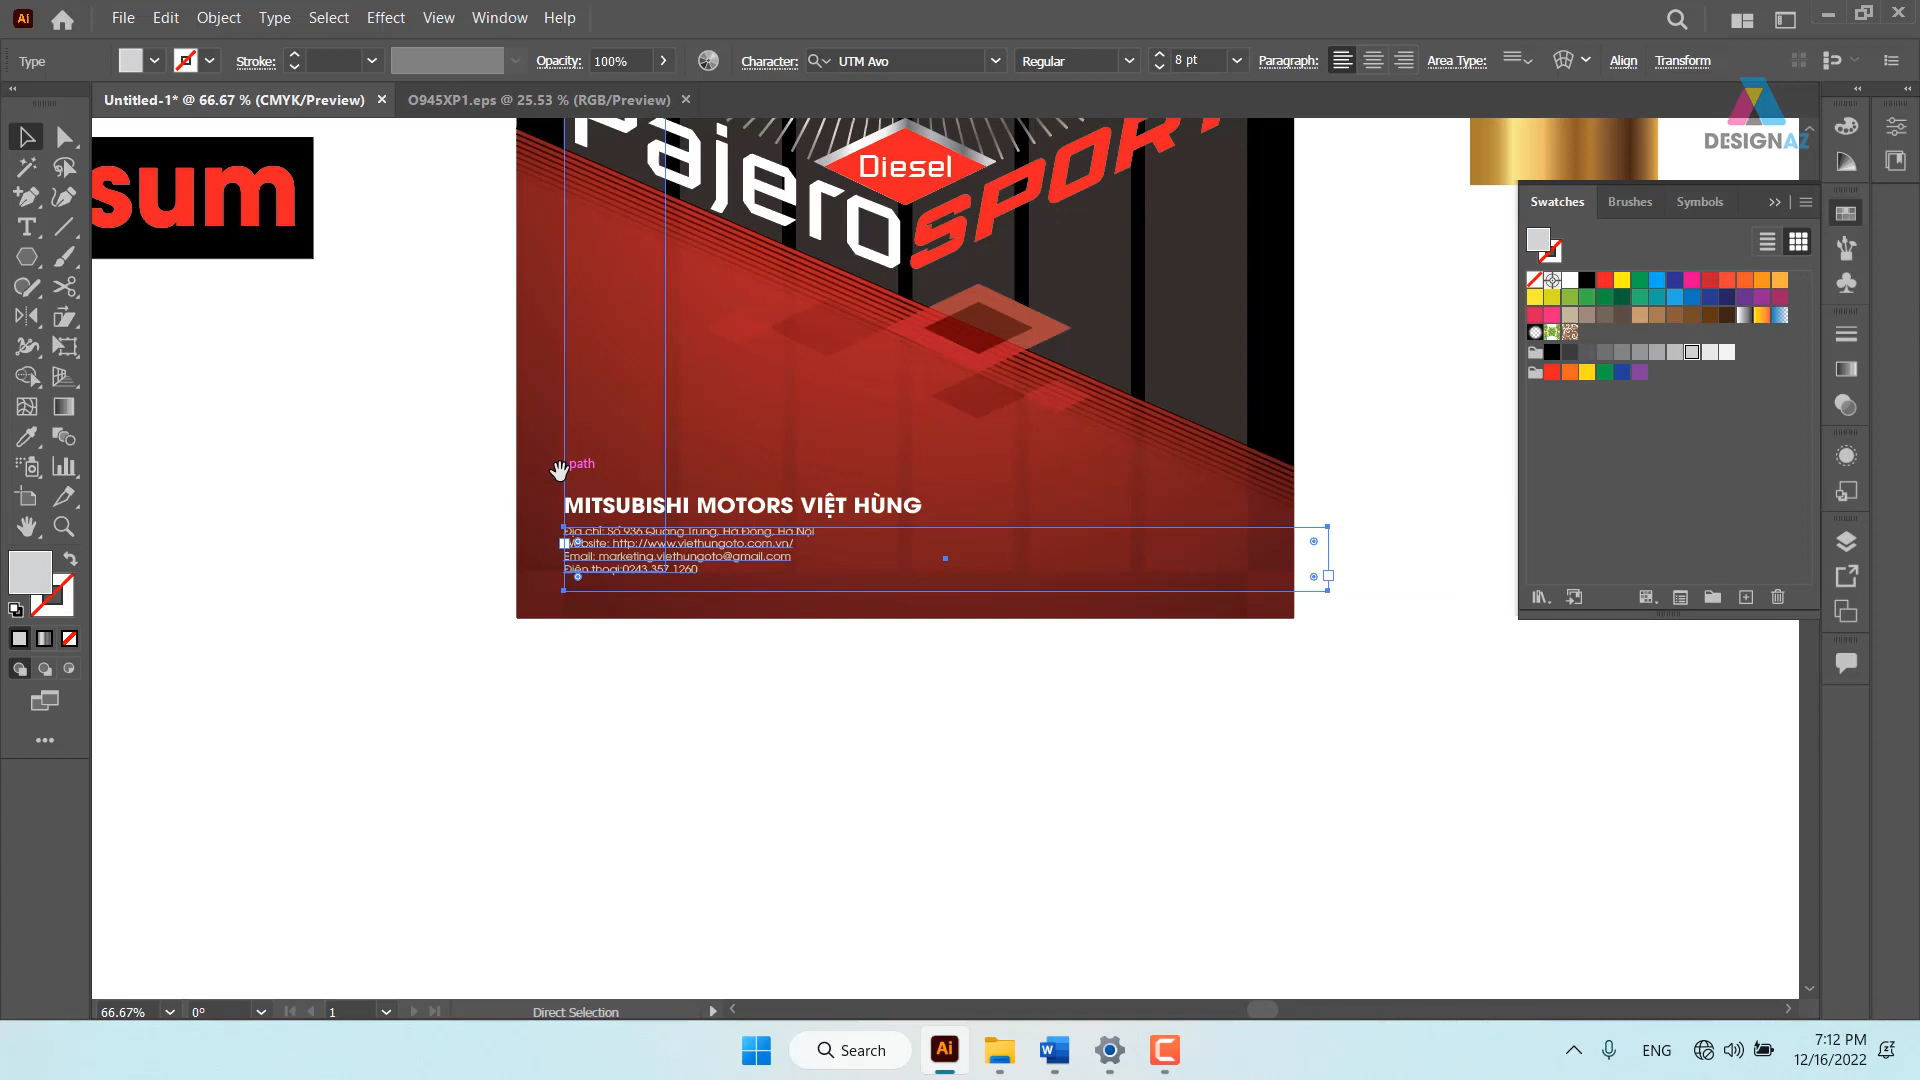 Ai File Edit Object Type Select Effect View Window Help
Type Stroke: Opacity: 100% Character: UTM Avo Regular 8 pt Paragraph: Area Type: Align Transform
Untitled-1* @ 66.67 % (CMYK/Preview) × O945XP1.eps @ 25.53 % (RGB/Preview) ×
DESIGNAZ
sum
Pajero
Diesel
SPORT
Swatches Brushes Symbols
path
MITSUBISHI MOTORS VIỆT HÙNG
Địa chỉ: Số 936 Quang Trung, Hà Đông, Hà Nội
Website: http://www.viethungoto.com.vn/
Email: marketing.viethungoto@gmail.com
Điện thoại:0243.357.1260
66.67% 0° 1 Direct Selection
Search
ENG
7:12 PM
12/16/2022